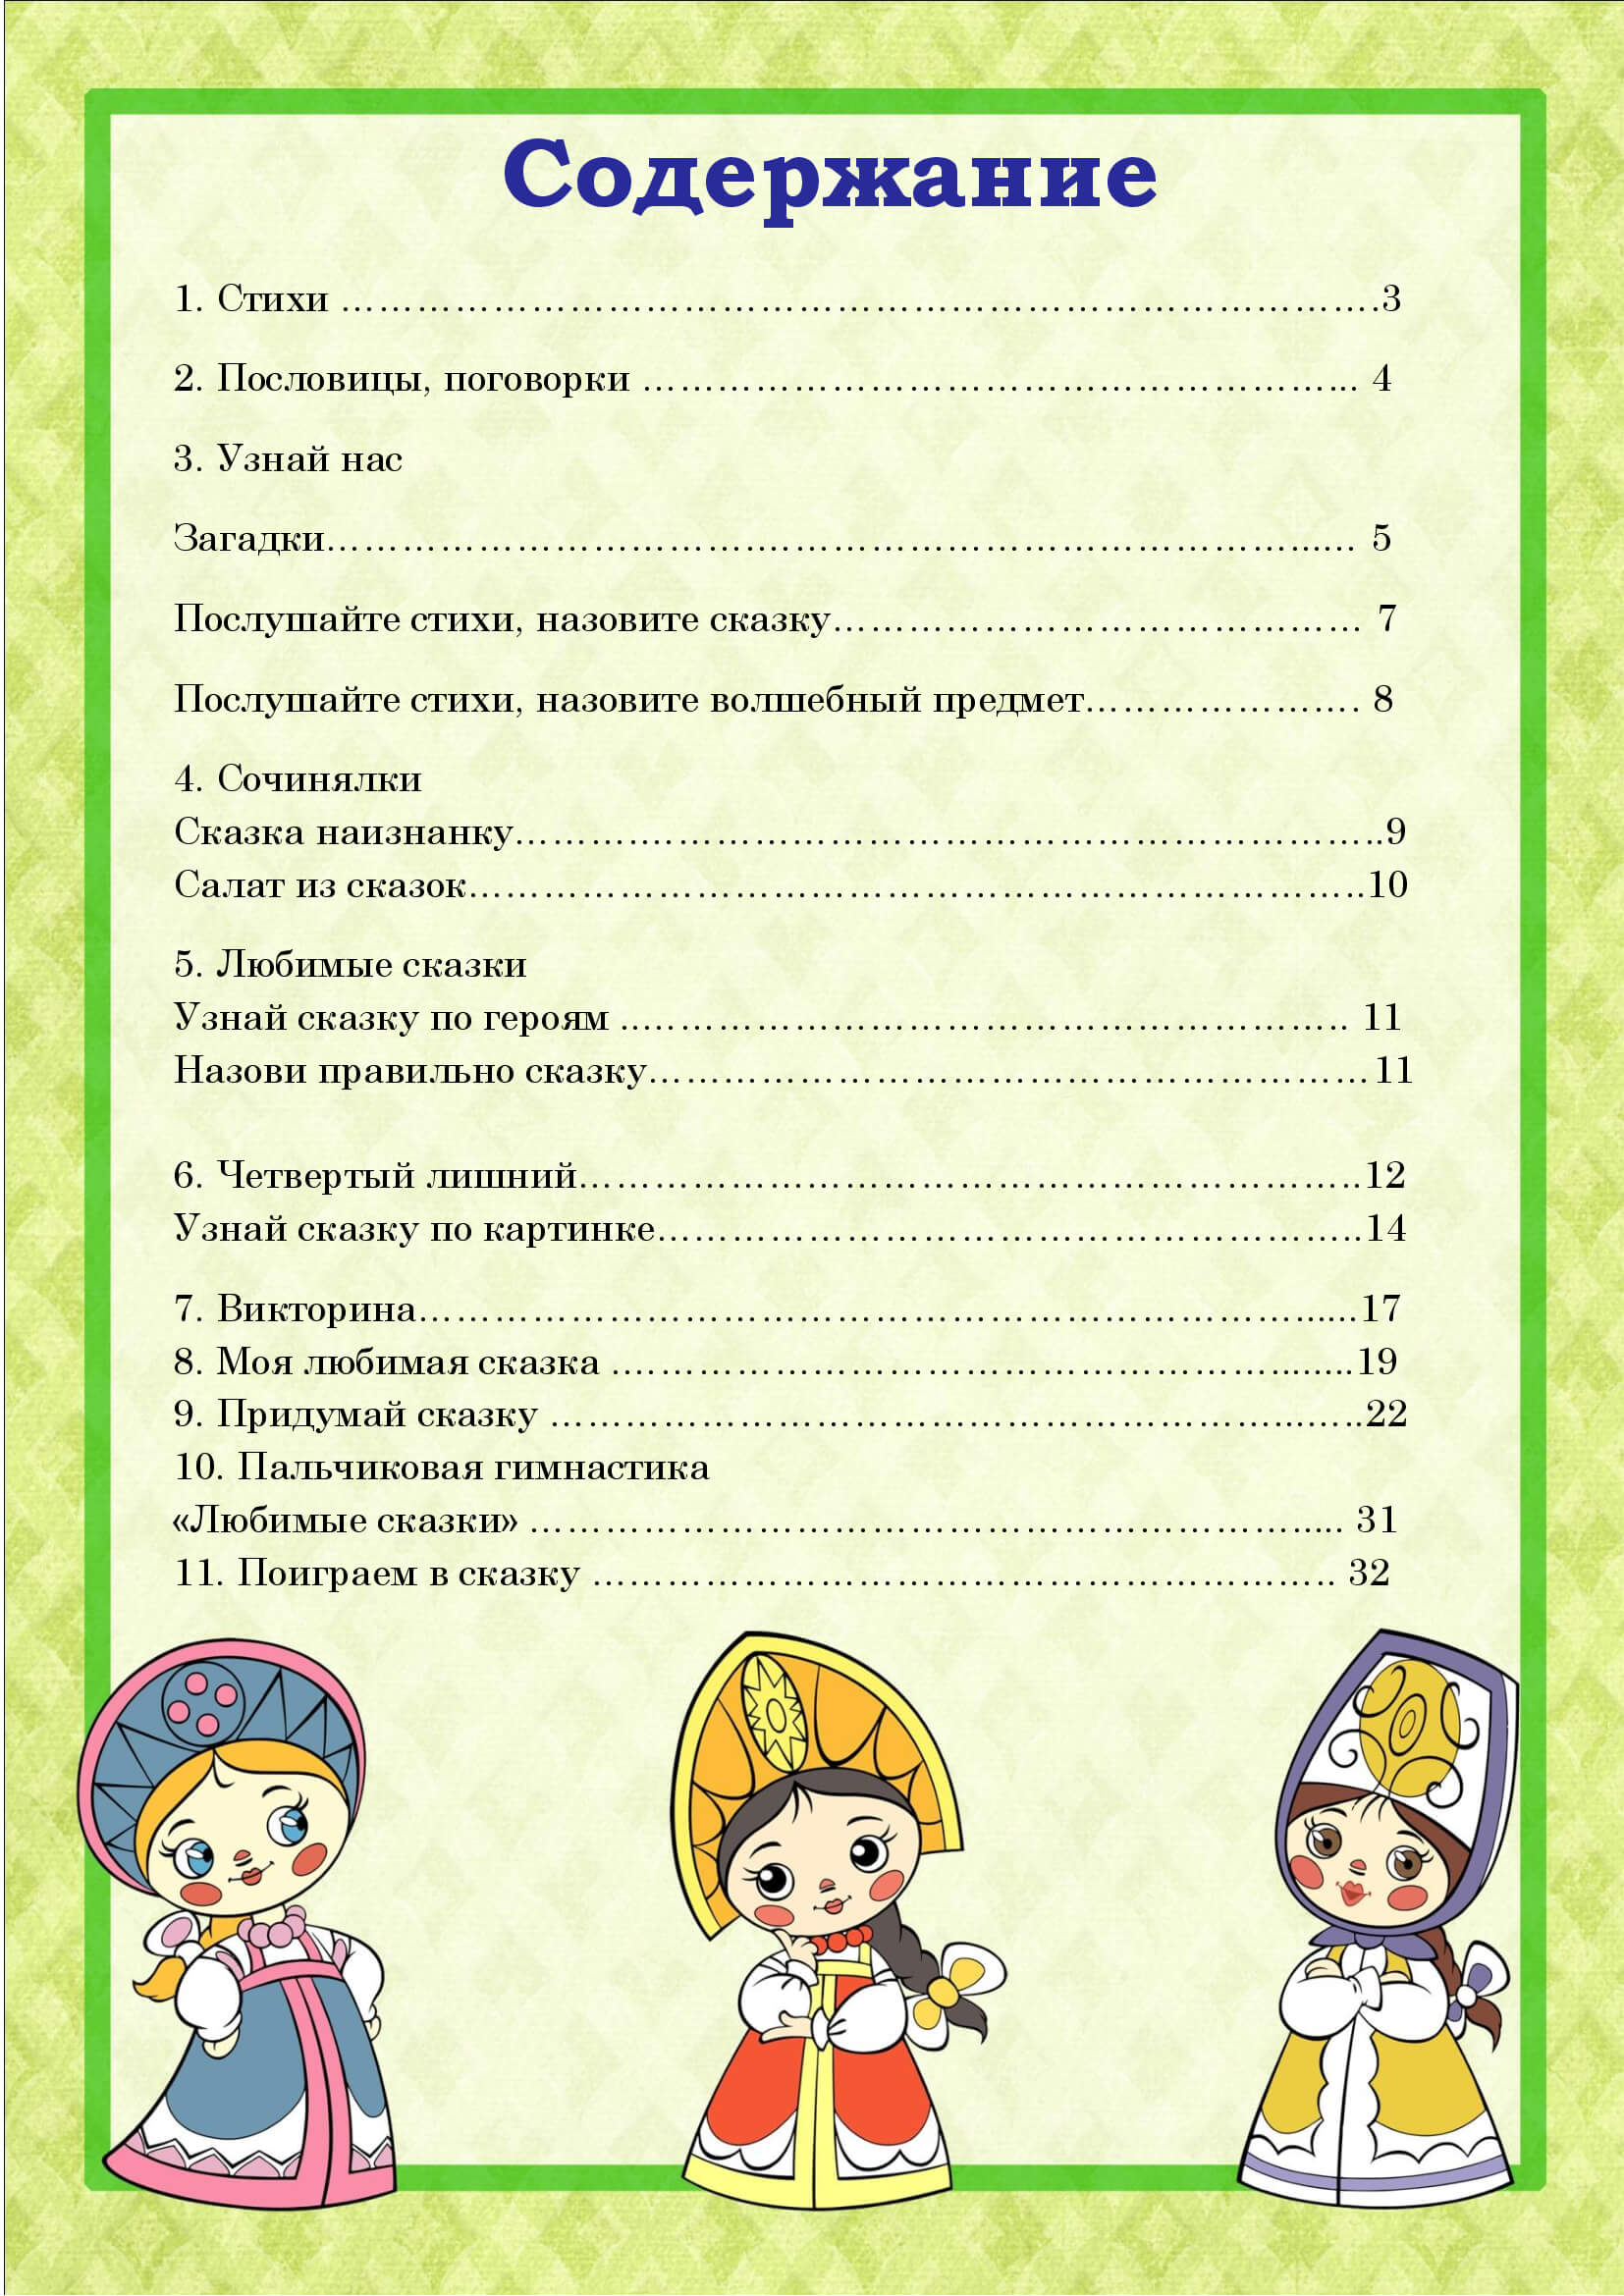 Содержание
1. Стихи ……………………………………………………………………….3
2. Пословицы, поговорки ……………………………………………….. 4
3. Узнай нас
Загадки…………………………….…………………………………...… 5
Послушайте стихи, назовите сказку…………………………………… 7
Послушайте стихи, назовите волшебный предмет…………………. 8
4. Сочинялки
Сказка наизнанку……….…………………………………………………..9
Салат из сказок……………………………………………………………..10
5. Любимые сказки
Узнай сказку по героям ..……………………………………………….. 11
Назови правильно сказку…………………………………………………11
6. Четвертый лишний……………………………………………………..12
Узнай сказку по картинке………………………………………………..14
7. Викторина……………………………………………………………......17
8. Моя любимая сказка .……………………………………………........19
9. Придумай сказку …………………………………………………...…..22
10. Пальчиковая гимнастика
«Любимые сказки» ……………………………………………………..... 31
11. Поиграем в сказку ………………………………………………….. 32